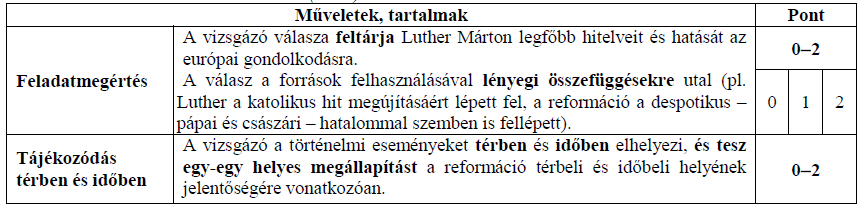 Műveletek, tartalmak Pont
Feladatmegértés
A vizsgázó válasza feltárja Luther Márton legfőbb hitelveit és hatását az
európai gondolkodásra.
A válasz a források felhasználásával lényegi összefüggésekre utal (pl.
Luther a katolikus hit megújításáért lépett fel, a reformáció a despotikus –
pápai és császári – hatalommal szemben is fellépett).
0–2
0 1 2
Tájékozódás
térben és időben
A vizsgázó a történelmi eseményeket térben és időben elhelyezi, és tesz
egy-egy helyes megállapítást a reformáció térbeli és időbeli helyének
jelentőségére vonatkozóan.
0–2